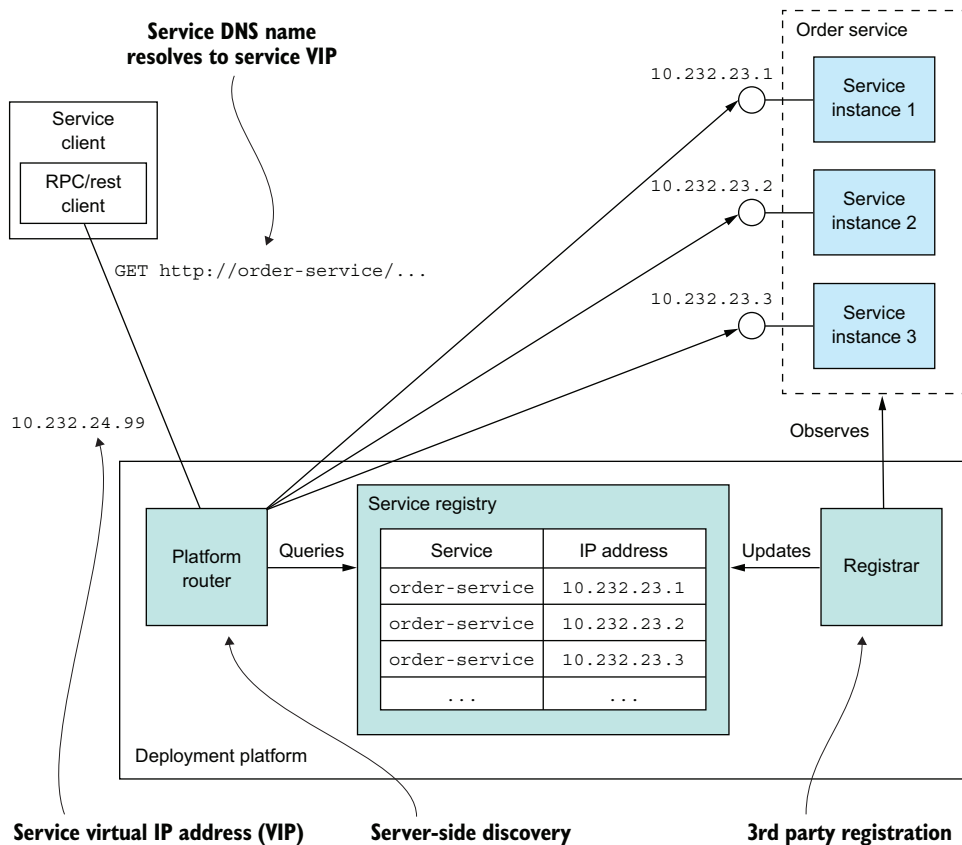 Service DNS name
resolves to service VIP
Order service
10.232.23.1
Service
instance 1
Service
client
RPC/rest
client
10.232.23.2
Service
instance 2
GET http://order-service/...
10.232.23.3
Service
instance 3
10.232.24.99
Observes
Service registry
Platform
router
Queries
Service IP address
order-service 10.232.23.1
order-service 10.232.23.2
order-service 10.232.23.3
... ...
Updates
Registrar
Deployment platform
Service virtual IP address (VIP)
Server-side discovery
3rd party registration